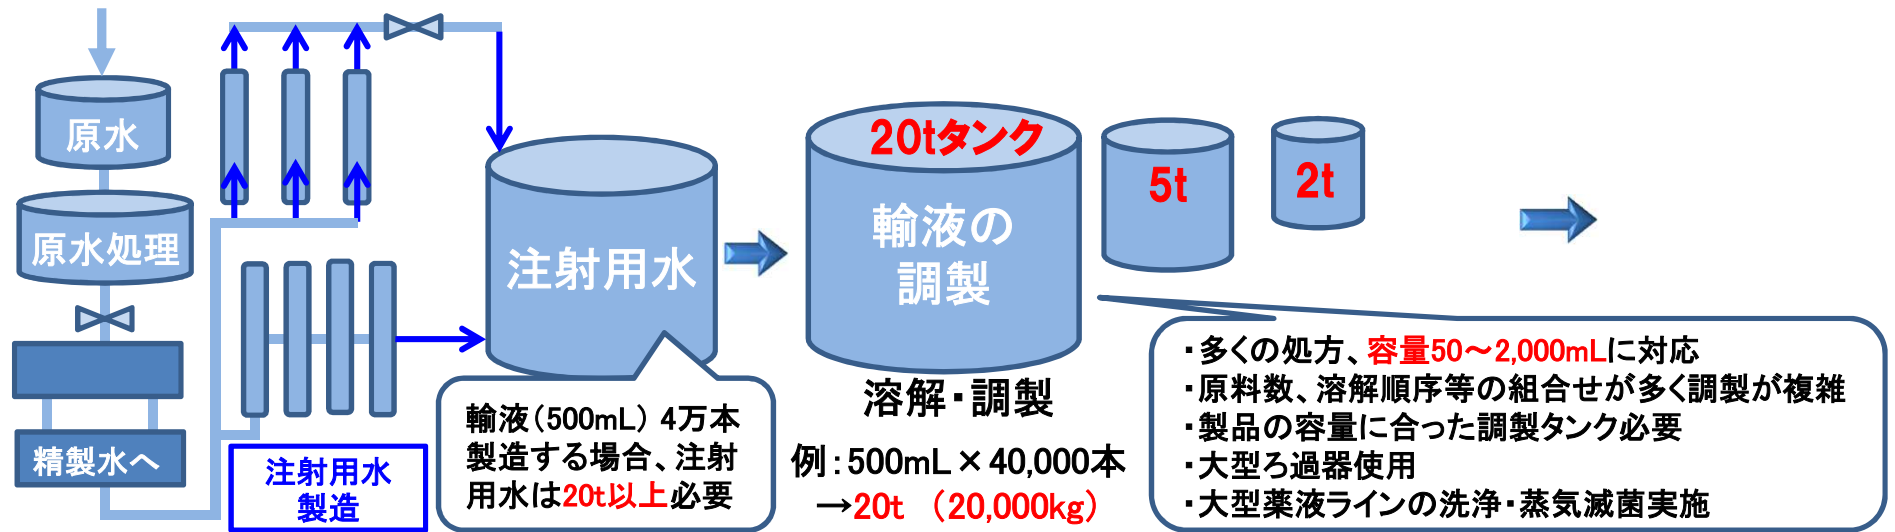 原水
原水処理
精製水へ
注射用水
製造
注射用水
輸液（500mL）4万本
製造する場合、注射
用水は20t以上必要
20tタンク
輸液の
調製
溶解・調製
例：500mL×40,000本
→20t （20,000kg）
5t
2t
・多くの処方、容量50～2,000mLに対応
・原料数、溶解順序等の組合せが多く調製が複雑
・製品の容量に合った調製タンク必要
・大型ろ過器使用
・大型薬液ラインの洗浄・蒸気滅菌実施